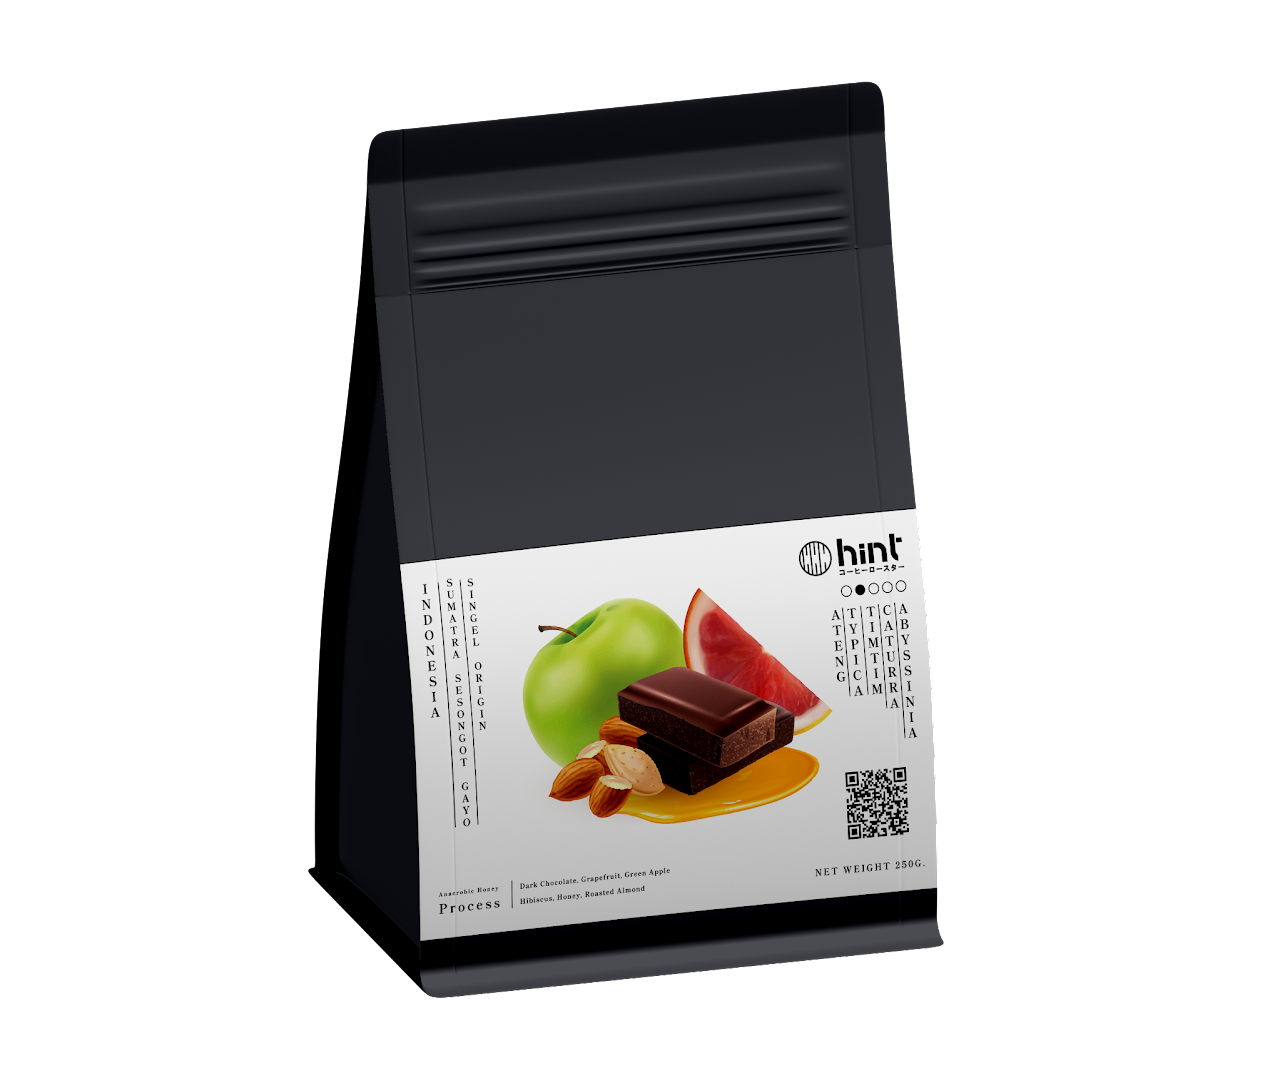 hint
コーヒーロースター
INDONESIA
SUMATRA SESONGOT GAYO
SINGEL ORIGIN
ATENG
TYPICA
TIMTIM
CATURRA
ABYSSINIA
NET WEIGHT 250G.
Anaerobic Honey
Process
Dark Chocolate, Grapefruit, Green Apple
Hibiscus, Honey, Roasted Almond